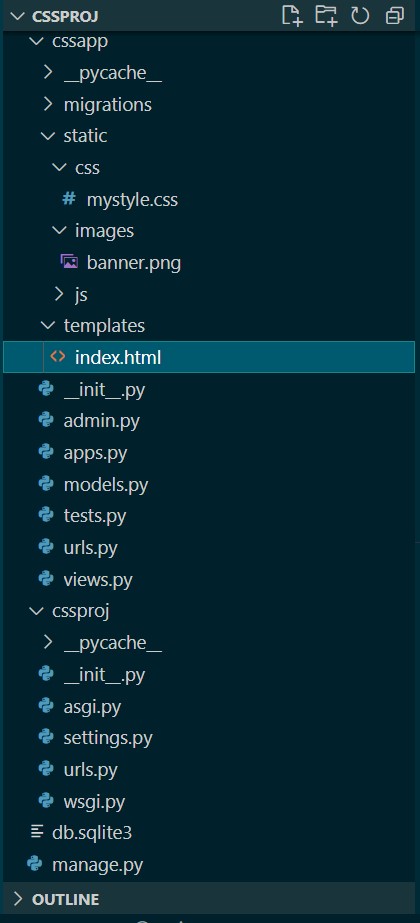 CSSPROJ
cssapp
__pycache__
migrations
static
css
# mystyle.css
images
banner.png
js
templates
<> index.html
__init__.py
admin.py
apps.py
models.py
tests.py
urls.py
views.py
cssproj
__pycache__
__init__.py
asgi.py
settings.py
urls.py
wsgi.py
db.sqlite3
manage.py
OUTLINE